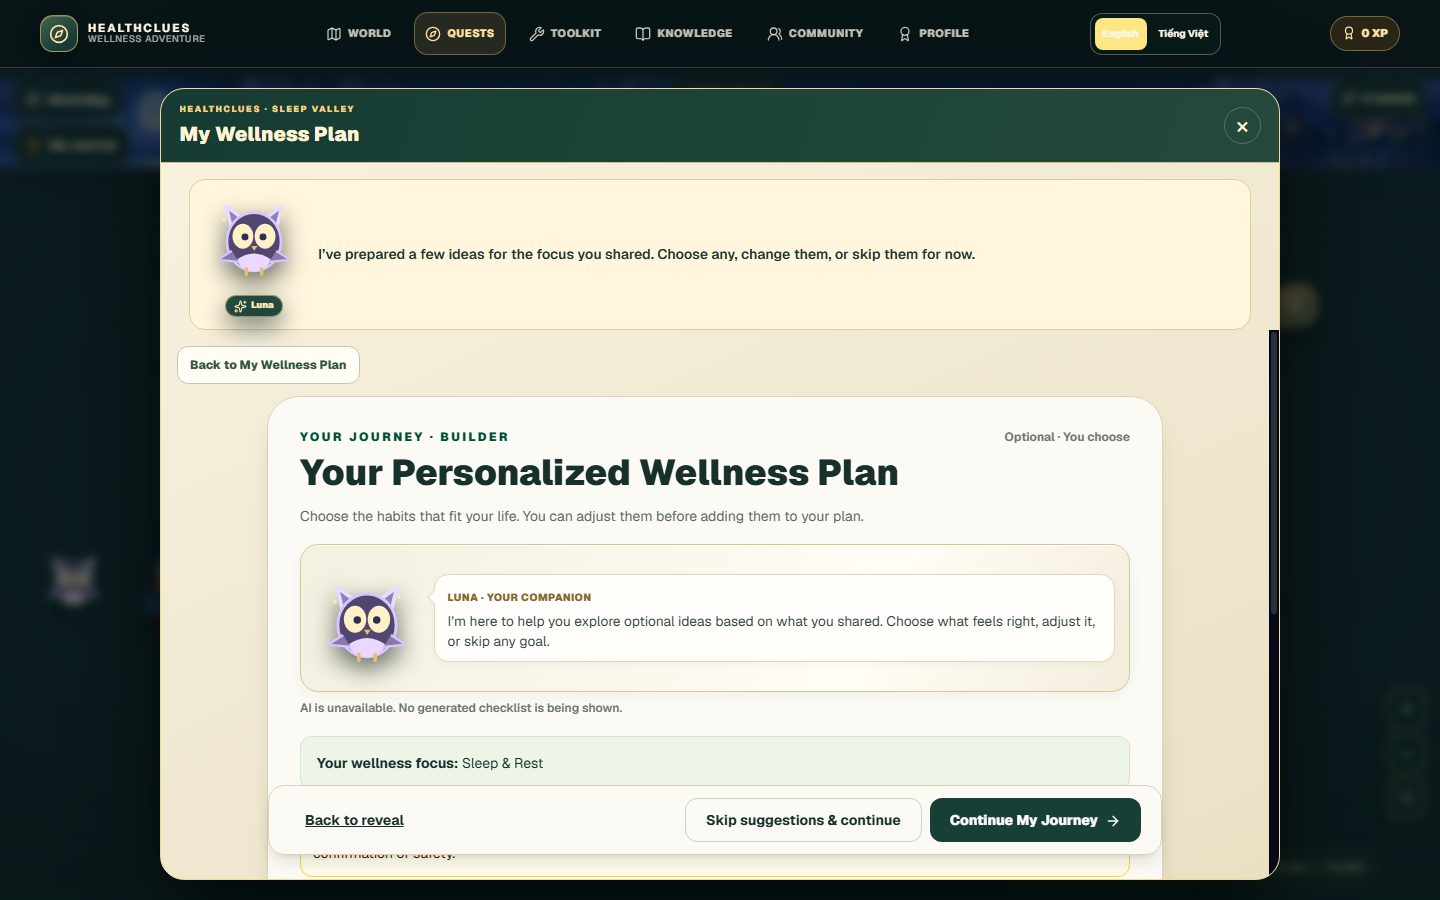 HEALTHCLUES
WELLNESS ADVENTURE
WORLD
QUESTS
TOOLKIT
KNOWLEDGE
COMMUNITY
PROFILE
English
Tiếng Việt
0 XP
HEALTHCLUES · SLEEP VALLEY
My Wellness Plan
I've prepared a few ideas for the focus you shared. Choose any, change them, or skip them for now.
Luna
Back to My Wellness Plan
YOUR JOURNEY · BUILDER
Optional · You choose
Your Personalized Wellness Plan
Choose the habits that fit your life. You can adjust them before adding them to your plan.
LUNA · YOUR COMPANION
I'm here to help you explore optional ideas based on what you shared. Choose what feels right, adjust it,
or skip any goal.
AI is unavailable. No generated checklist is being shown.
Your wellness focus: Sleep & Rest
Back to reveal
Skip suggestions & continue
Continue My Journey
confirmation of safety.